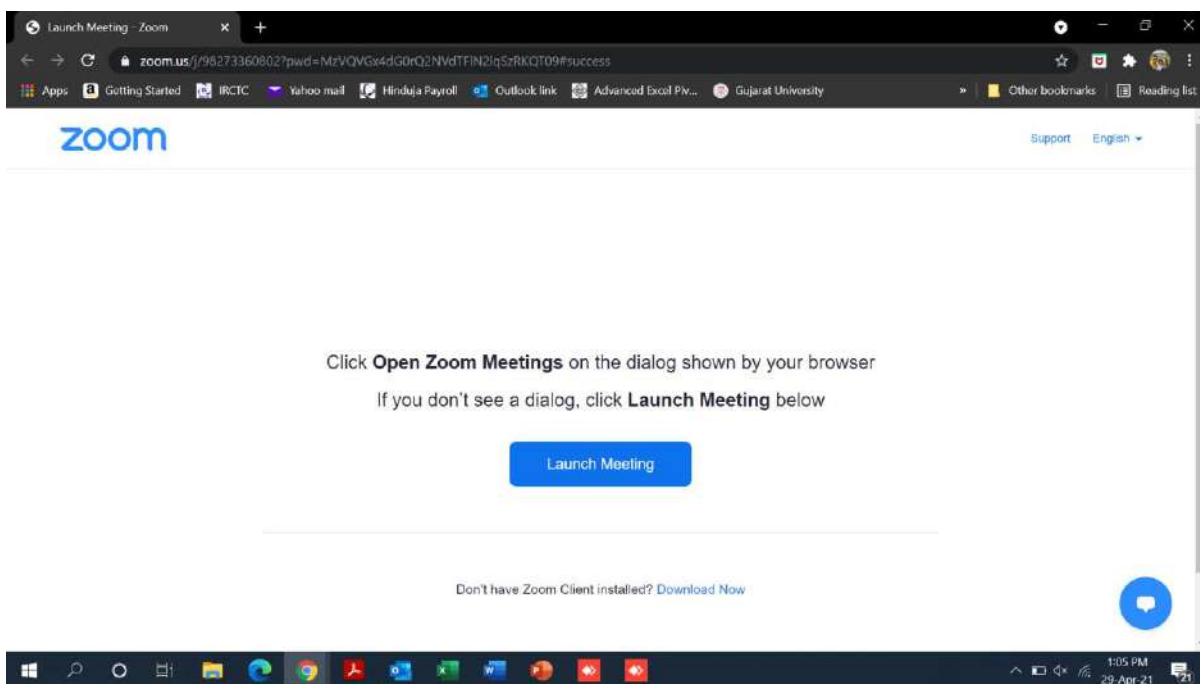 Launch Meeting - Zoom
zoom.us/j/98273360802?pwd=
Apps
Getting Started
IRCTC
Yahoo mail
Hinduja Payroll
Outlook link
Advanced Excel Piv...
Gujarat University
»
Other bookmarks
Reading list
zoom
Support
English
Click Open Zoom Meetings on the dialog shown by your browser
If you don't see a dialog, click Launch Meeting below
Launch Meeting
Don't have Zoom Client installed? Download Now
1:05 PM
29-Apr-21
21